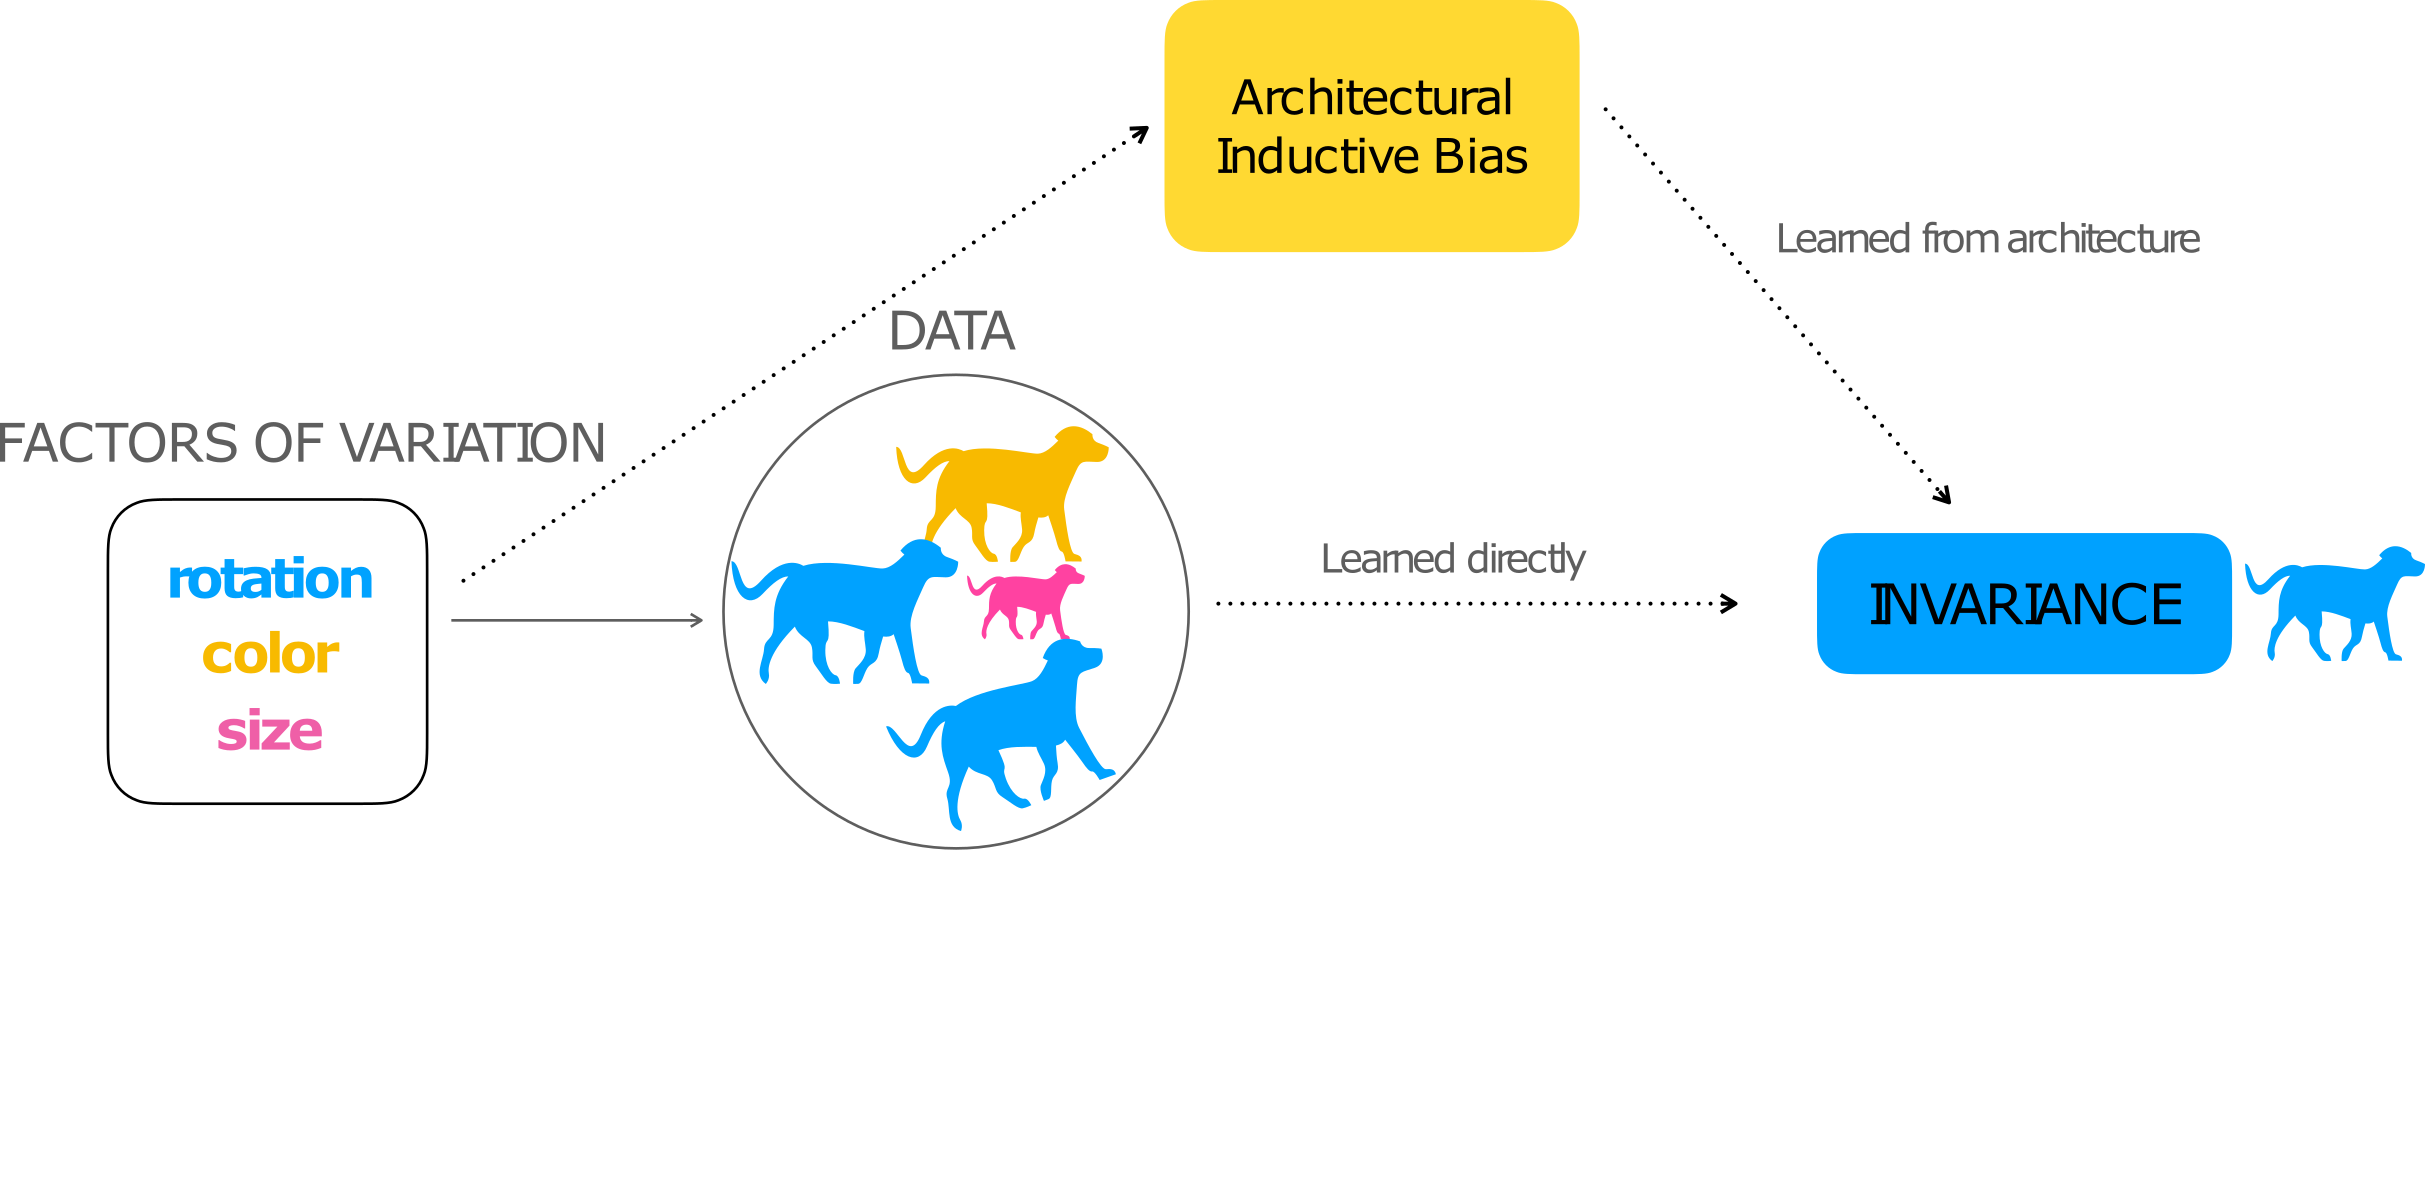 Architectural
Inductive Bias
Learned from architecture
DATA
FACTORS OF VARIATION
rotation
color
size
Learned directly
INVARIANCE